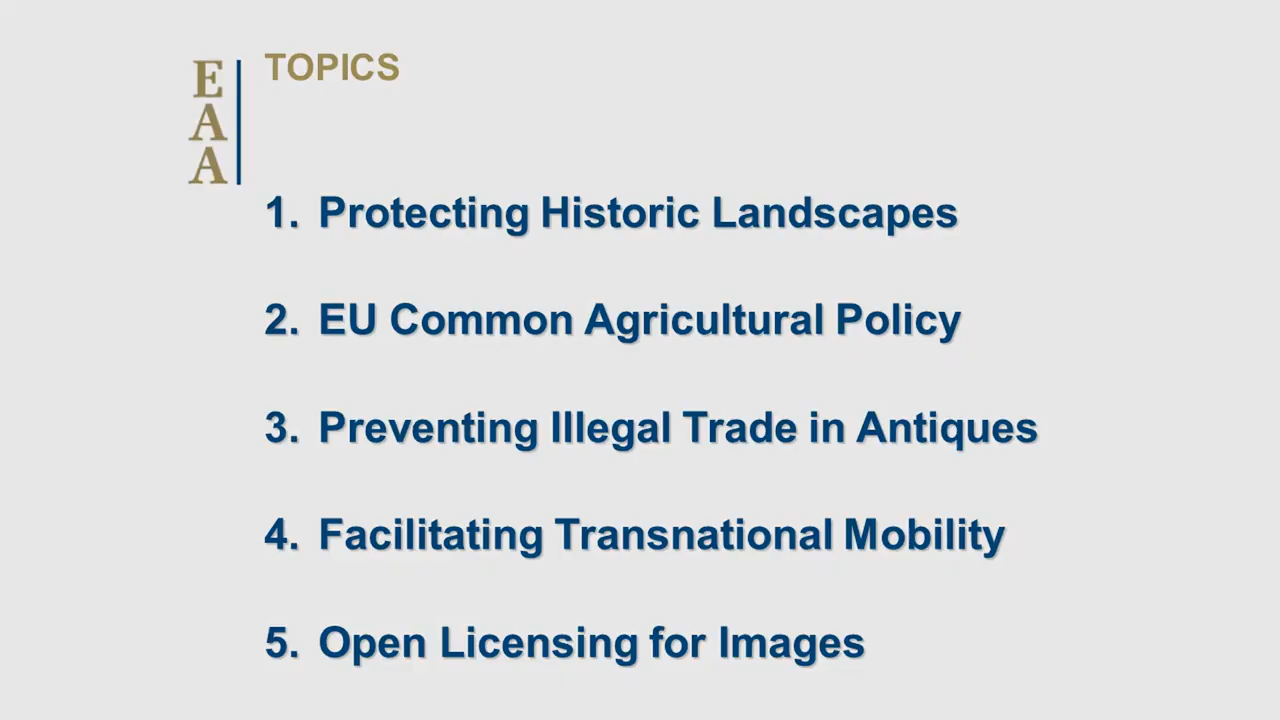 E
A
A
TOPICS
1. Protecting Historic Landscapes
2. EU Common Agricultural Policy
3. Preventing Illegal Trade in Antiques
4. Facilitating Transnational Mobility
5. Open Licensing for Images